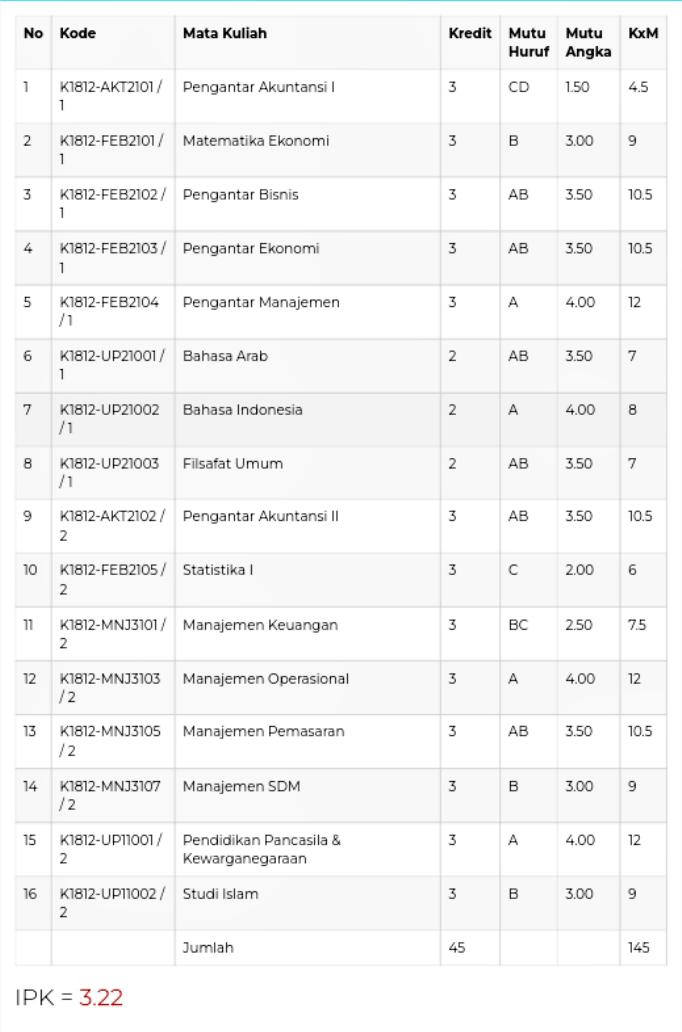 No Kode Mata Kuliah Kredit Mutu Huruf Mutu Angka KxM
1 K1812-AKT2101 / 1 Pengantar Akuntansi I 3 CD 1.50 4.5
2 K1812-FEB2101 / 1 Matematika Ekonomi 3 B 3.00 9
3 K1812-FEB2102 / 1 Pengantar Bisnis 3 AB 3.50 10.5
4 K1812-FEB2103 / 1 Pengantar Ekonomi 3 AB 3.50 10.5
5 K1812-FEB2104 / 1 Pengantar Manajemen 3 A 4.00 12
6 K1812-UP21001 / 1 Bahasa Arab 2 AB 3.50 7
7 K1812-UP21002 / 1 Bahasa Indonesia 2 A 4.00 8
8 K1812-UP21003 / 1 Filsafat Umum 2 AB 3.50 7
9 K1812-AKT2102 / 2 Pengantar Akuntansi II 3 AB 3.50 10.5
10 K1812-FEB2105 / 2 Statistika I 3 C 2.00 6
11 K1812-MNJ3101 / 2 Manajemen Keuangan 3 BC 2.50 7.5
12 K1812-MNJ3103 / 2 Manajemen Operasional 3 A 4.00 12
13 K1812-MNJ3105 / 2 Manajemen Pemasaran 3 AB 3.50 10.5
14 K1812-MNJ3107 / 2 Manajemen SDM 3 B 3.00 9
15 K1812-UP11001 / 2 Pendidikan Pancasila & Kewarganegaraan 3 A 4.00 12
16 K1812-UP11002 / 2 Studi Islam 3 B 3.00 9
Jumlah 45 145
IPK = 3.22